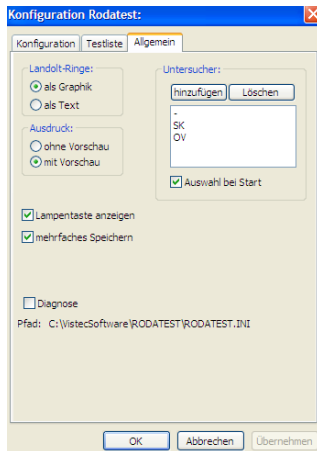 Konfiguration Rodatest:
Konfiguration Testliste Allgemein
Landolt-Ringe:
als Graphik
als Text
Ausdruck:
ohne Vorschau
mit Vorschau
Untersucher:
hinzufügen Löschen
-
SK
OV
Auswahl bei Start
Lampentaste anzeigen
mehrfaches Speichern
Diagnose
Pfad: C:\VistecSoftware\RODATEST\RODATEST.INI
OK Abbrechen Übernehmen